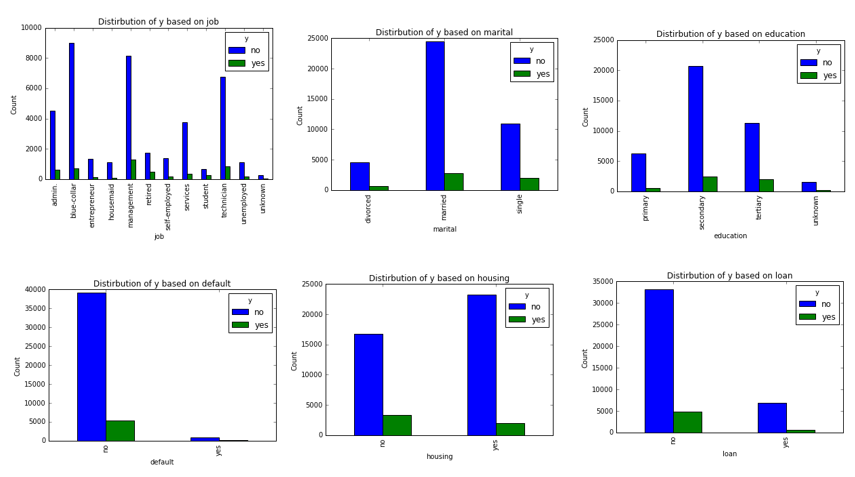 Distirbution of y based on job
10000
8000
6000
4000
2000
0
Count
y
no
yes
admin.
blue-collar
entrepreneur
housemaid
management
retired
self-employed
services
student
technician
unemployed
unknown
job
Distirbution of y based on marital
25000
20000
15000
10000
5000
0
Count
y
no
yes
divorced
married
single
marital
Distirbution of y based on education
25000
20000
15000
10000
5000
0
Count
y
no
yes
primary
secondary
tertiary
unknown
education
Distirbution of y based on default
40000
35000
30000
25000
20000
15000
10000
5000
0
Count
y
no
yes
no
yes
default
Distirbution of y based on housing
25000
20000
15000
10000
5000
0
Count
y
no
yes
no
yes
housing
Distirbution of y based on loan
35000
30000
25000
20000
15000
10000
5000
0
Count
y
no
yes
no
yes
loan